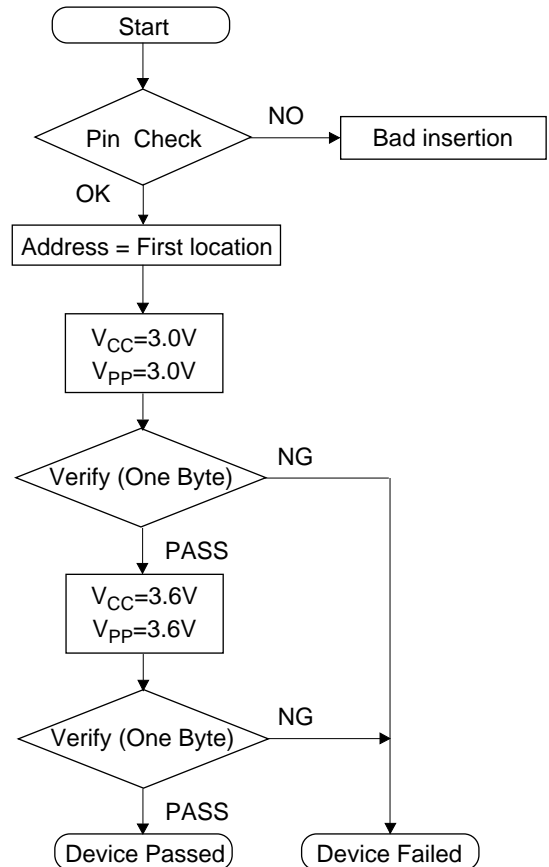 Start
Pin Check
NO
Bad insertion
OK
Address = First location
VCC=3.0V
VPP=3.0V
Verify (One Byte)
NG
PASS
VCC=3.6V
VPP=3.6V
Verify (One Byte)
NG
PASS
Device Passed
Device Failed